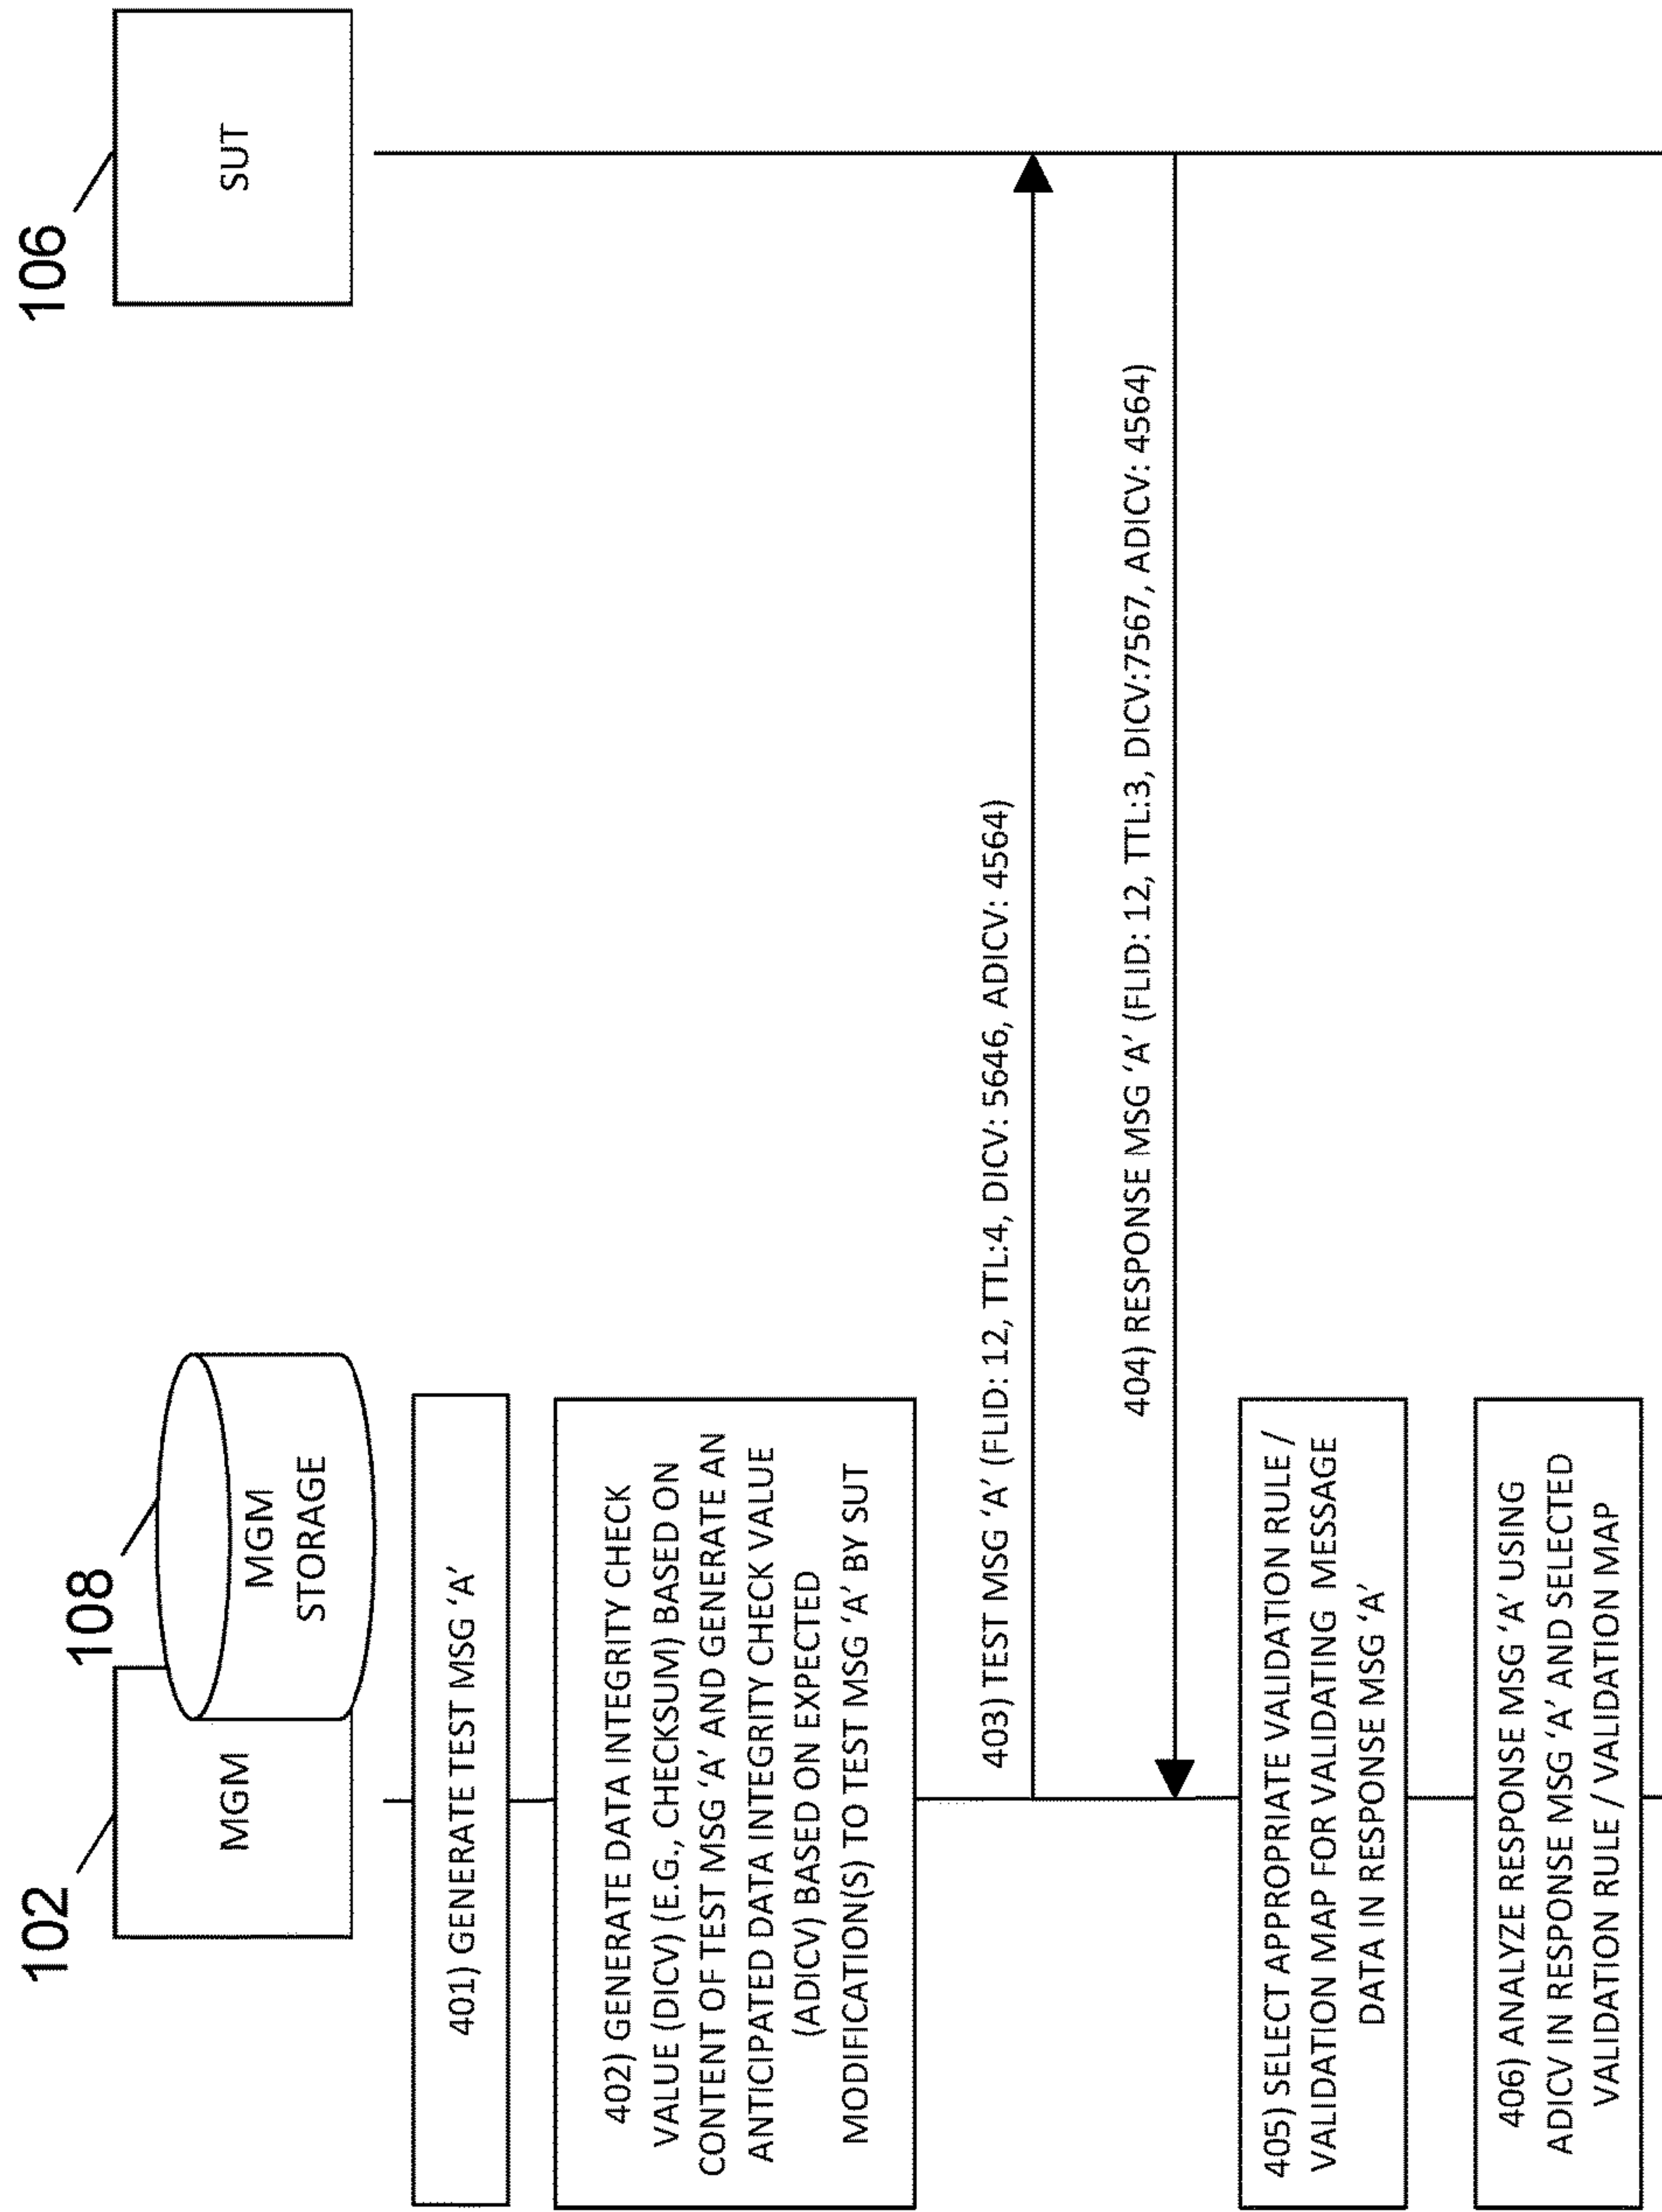 102
108
106
MGM
MGM
STORAGE
SUT
401) GENERATE TEST MSG ‘A’
402) GENERATE DATA INTEGRITY CHECK
VALUE (DICV) (E.G., CHECKSUM) BASED ON
CONTENT OF TEST MSG ‘A’ AND GENERATE AN
ANTICIPATED DATA INTEGRITY CHECK VALUE
(ADICV) BASED ON EXPECTED
MODIFICATION(S) TO TEST MSG ‘A’ BY SUT
403) TEST MSG ‘A’ (FLID: 12, TTL:4, DICV: 5646, ADICV: 4564)
404) RESPONSE MSG ‘A’ (FLID: 12, TTL:3, DICV:7567, ADICV: 4564)
405) SELECT APPROPRIATE VALIDATION RULE /
VALIDATION MAP FOR VALIDATING MESSAGE
DATA IN RESPONSE MSG ‘A’
406) ANALYZE RESPONSE MSG ‘A’ USING
ADICV IN RESPONSE MSG ‘A’ AND SELECTED
VALIDATION RULE / VALIDATION MAP